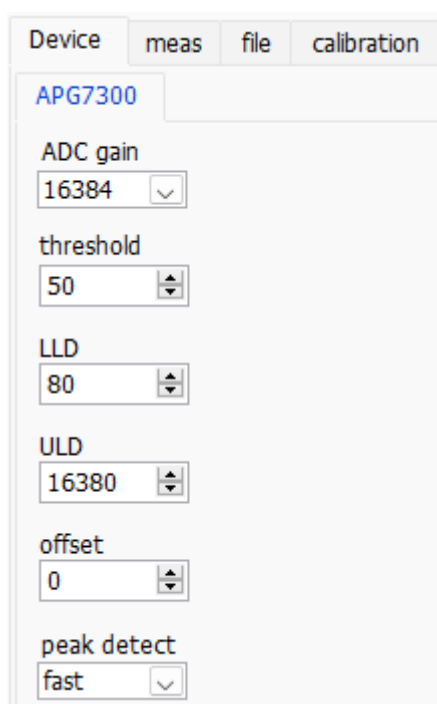 Device meas file calibration
APG7300
ADC gain
16384
threshold
50
LLD
80
ULD
16380
offset
0
peak detect
fast